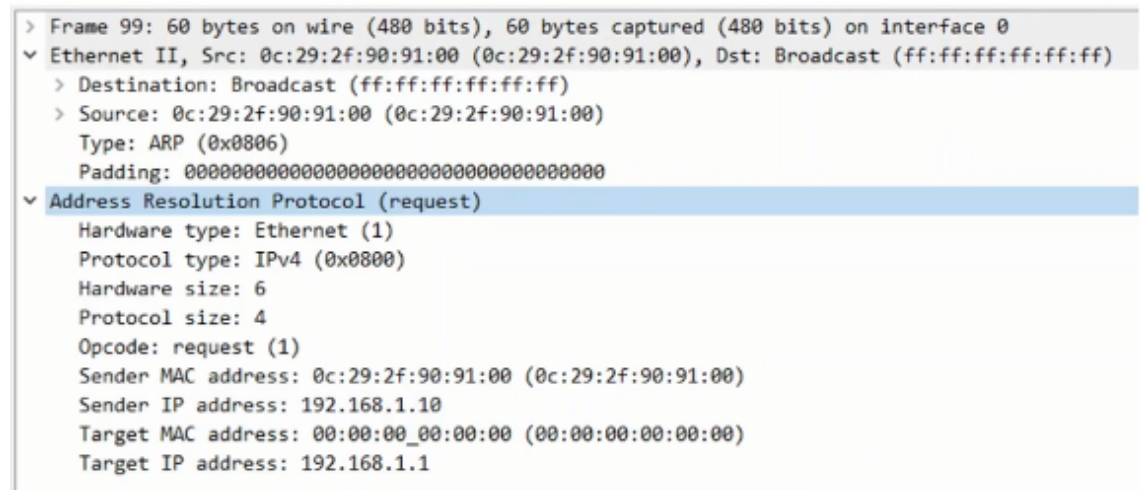 > Frame 99: 60 bytes on wire (480 bits), 60 bytes captured (480 bits) on interface 0
Ethernet II, Src: 0c:29:2f:90:91:00 (0c:29:2f:90:91:00), Dst: Broadcast (ff:ff:ff:ff:ff:ff)
> Destination: Broadcast (ff:ff:ff:ff:ff:ff)
> Source: 0c:29:2f:90:91:00 (0c:29:2f:90:91:00)
Type: ARP (0x0806)
Padding: 000000000000000000000000000000000000
Address Resolution Protocol (request)
Hardware type: Ethernet (1)
Protocol type: IPv4 (0x0800)
Hardware size: 6
Protocol size: 4
Opcode: request (1)
Sender MAC address: 0c:29:2f:90:91:00 (0c:29:2f:90:91:00)
Sender IP address: 192.168.1.10
Target MAC address: 00:00:00_00:00:00 (00:00:00:00:00:00)
Target IP address: 192.168.1.1